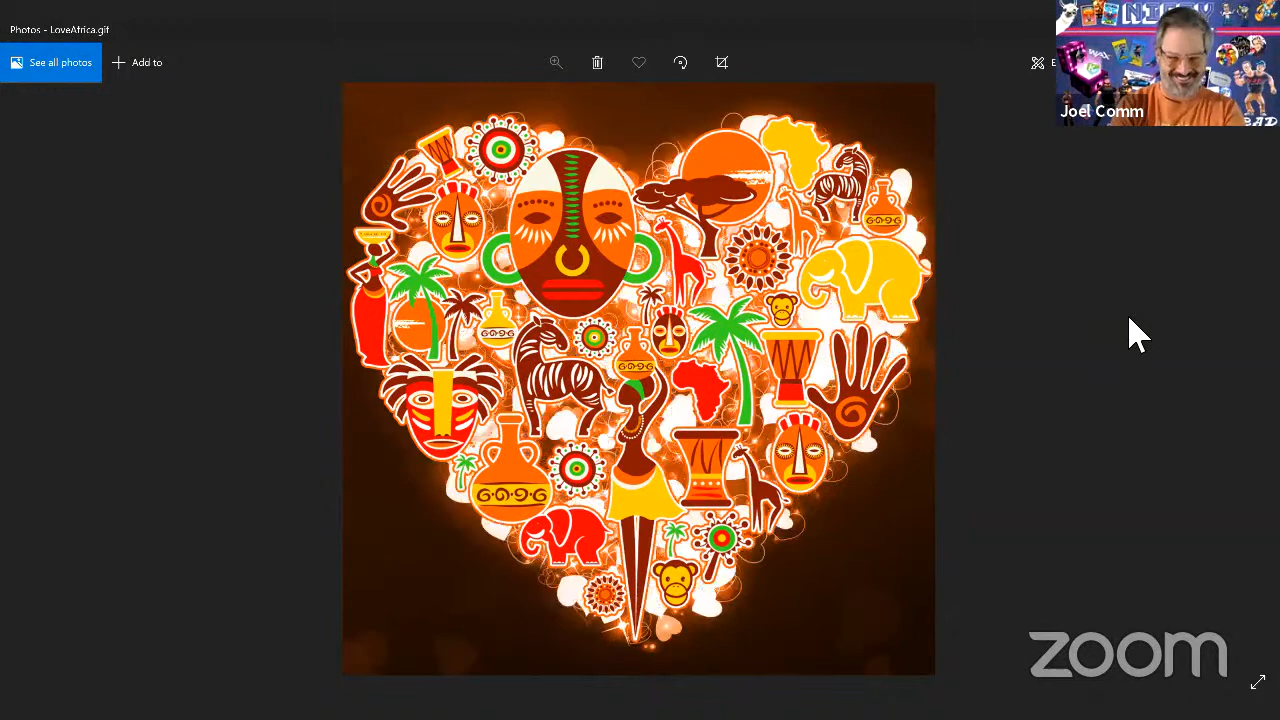 Photos - LoveAfrica.gif
See all photos
Add to
Joel Comm
zoom